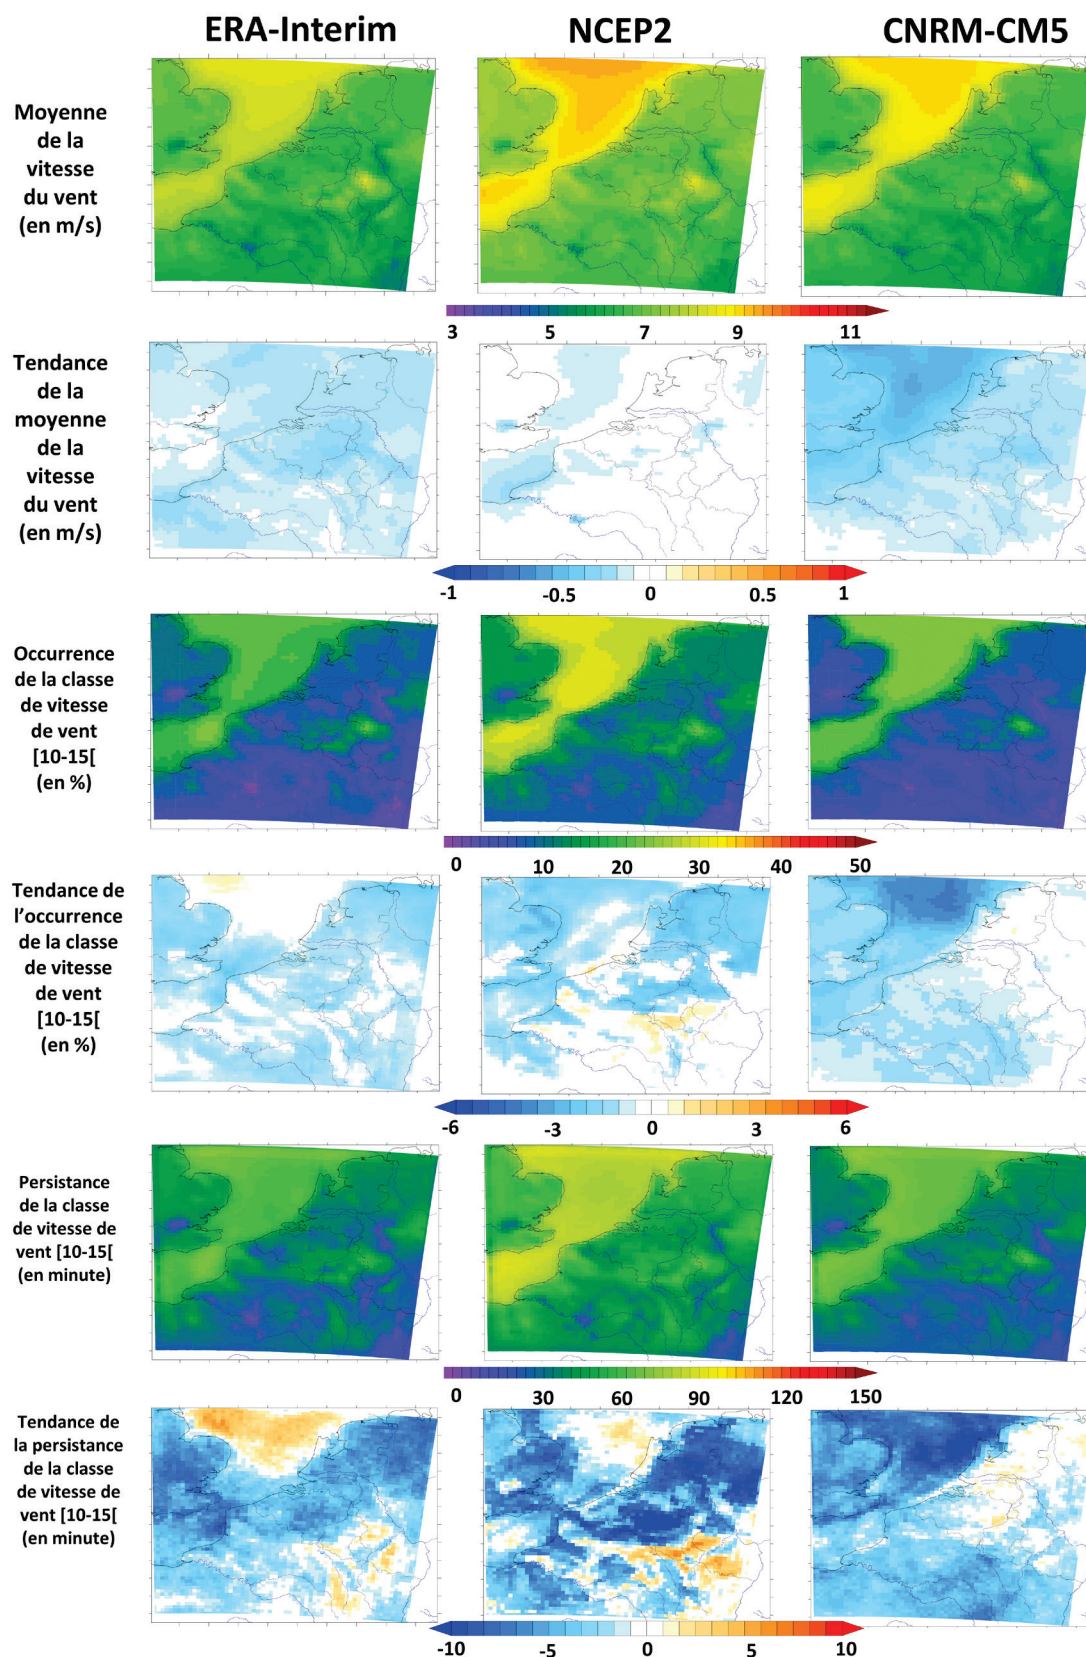 ERA-Interim NCEP2 CNRM-CM5
Moyenne
de la
vitesse
du vent
(en m/s)
3 5 7 9 11
Tendance
de la
moyenne
de la
vitesse
du vent
(en m/s)
-1 -0.5 0 0.5 1
Occurrence
de la classe
de vitesse
de vent
[10-15[
(en %)
0 10 20 30 40 50
Tendance de
l’occurrence
de la classe
de vitesse
de vent
[10-15[
(en %)
-6 -3 0 3 6
Persistance
de la classe
de vitesse de
vent [10-15[
(en minute)
0 30 60 90 120 150
Tendance de
la persistance
de la classe
de vitesse de
vent [10-15[
(en minute)
-10 -5 0 5 10